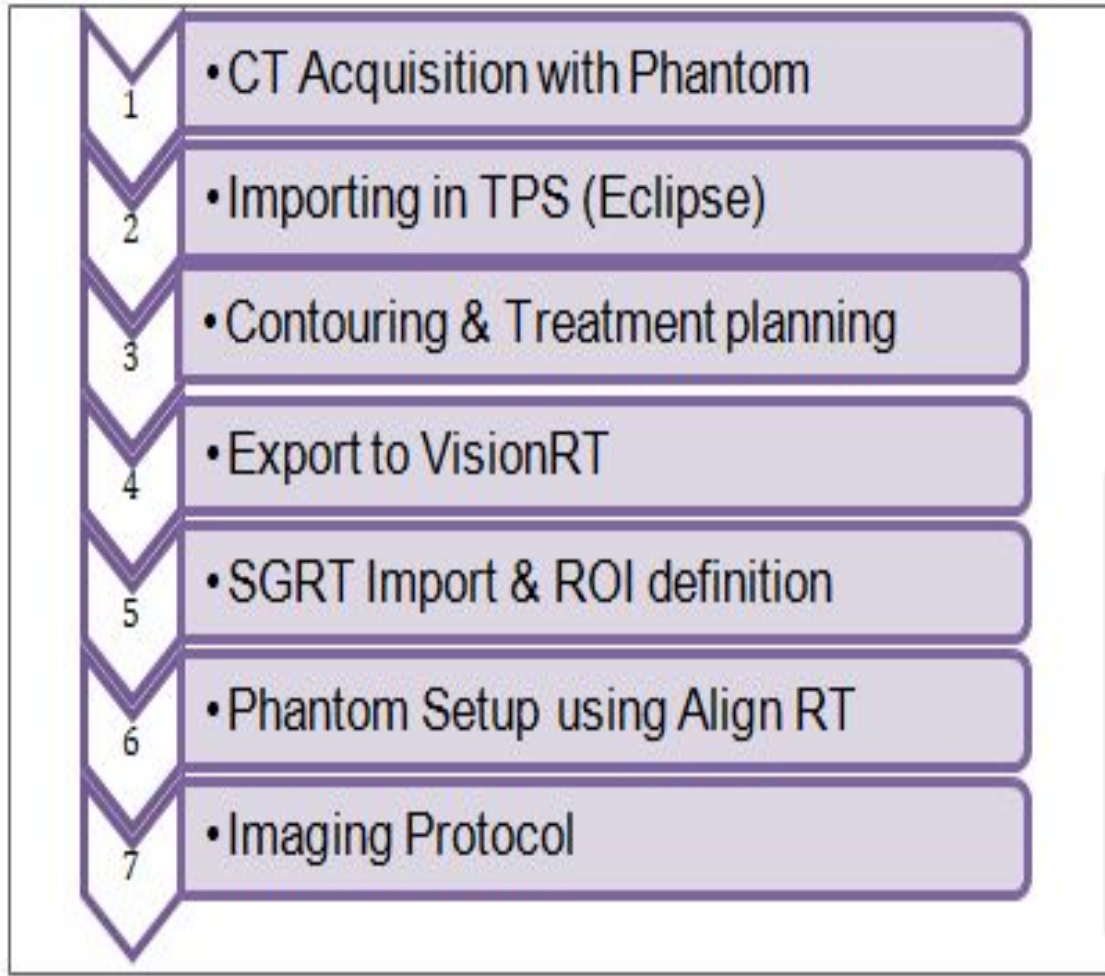 1
• CT Acquisition with Phantom
2
• Importing in TPS (Eclipse)
3
• Contouring & Treatment planning
4
• Export to VisionRT
5
• SGRT Import & ROI definition
6
• Phantom Setup using Align RT
7
• Imaging Protocol